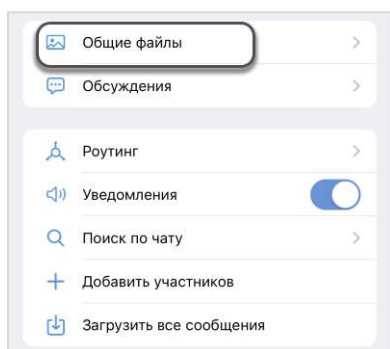 Общие файлы
Обсуждения
Роутинг
Уведомления
Поиск по чату
Добавить участников
Загрузить все сообщения